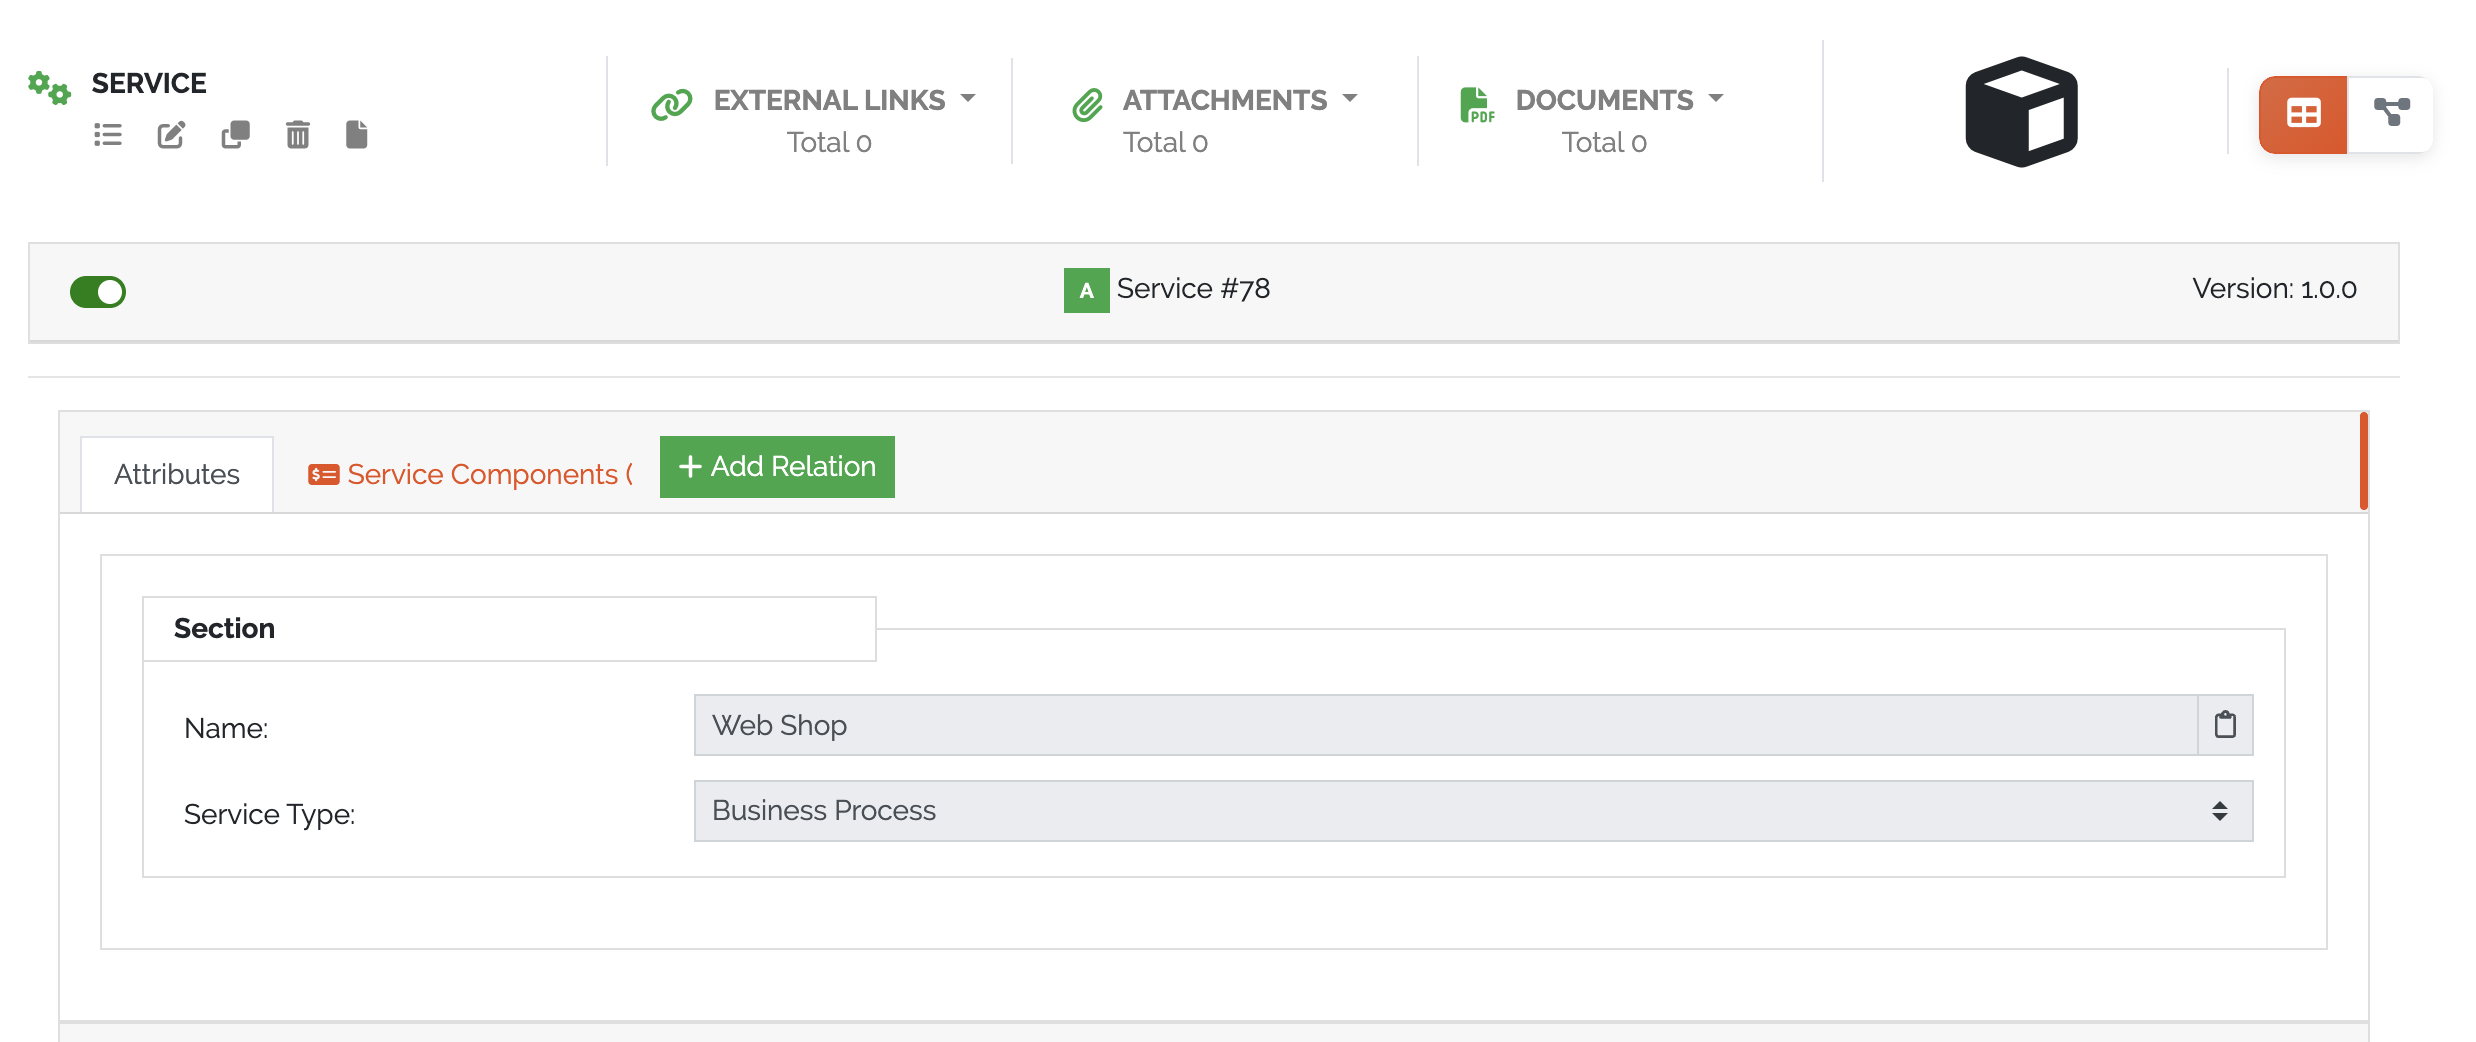 SERVICE
EXTERNAL LINKS
Total 0
ATTACHMENTS
Total 0
PDF
DOCUMENTS
Total 0
A Service #78
Version: 1.0.0
Attributes
$ Service Components (
+ Add Relation
Section
Name:
Web Shop
Service Type:
Business Process